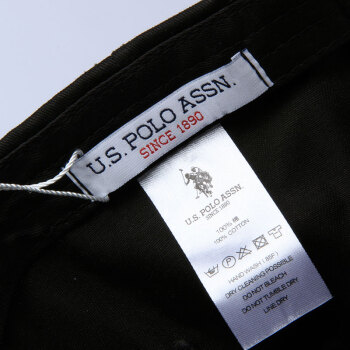 U.S. POLO ASSN.
SINCE 1890
U.S. POLO ASSN.
SINCE 1890
100% 棉
100% COTTON
HAND WASH (85F)
DRY CLEANING POSSIBLE
DO NOT BLEACH
DO NOT TUMBLE DRY
LINE DRY